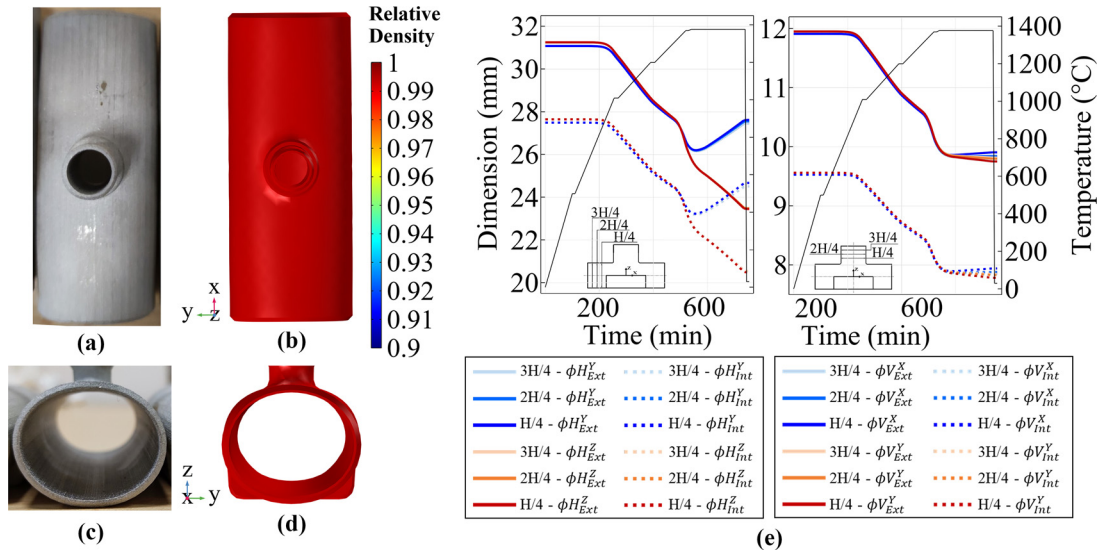 Relative
Density
1
0.99
0.98
0.97
0.96
0.95
0.94
0.93
0.92
0.91
0.9
x
y
z
(a)
(b)
z
x
y
(c)
(d)
Dimension (mm)
32
30
28
26
24
22
20
3H/4
2H/4
H/4
z
x
200
600
Time (min)
12
11
10
9
8
2H/4
3H/4
H/4
z
x
200
600
Time (min)
1400
1200
1000
800
600
400
200
0
Temperature (°C)
3H/4 - ϕH^Y_Ext
3H/4 - ϕH^Y_Int
2H/4 - ϕH^Y_Ext
2H/4 - ϕH^Y_Int
H/4 - ϕH^Y_Ext
H/4 - ϕH^Y_Int
3H/4 - ϕH^Z_Ext
3H/4 - ϕH^Z_Int
2H/4 - ϕH^Z_Ext
2H/4 - ϕH^Z_Int
H/4 - ϕH^Z_Ext
H/4 - ϕH^Z_Int
3H/4 - ϕV^X_Ext
3H/4 - ϕV^X_Int
2H/4 - ϕV^X_Ext
2H/4 - ϕV^X_Int
H/4 - ϕV^X_Ext
H/4 - ϕV^X_Int
3H/4 - ϕV^Y_Ext
3H/4 - ϕV^Y_Int
2H/4 - ϕV^Y_Ext
2H/4 - ϕV^Y_Int
H/4 - ϕV^Y_Ext
H/4 - ϕV^Y_Int
(e)